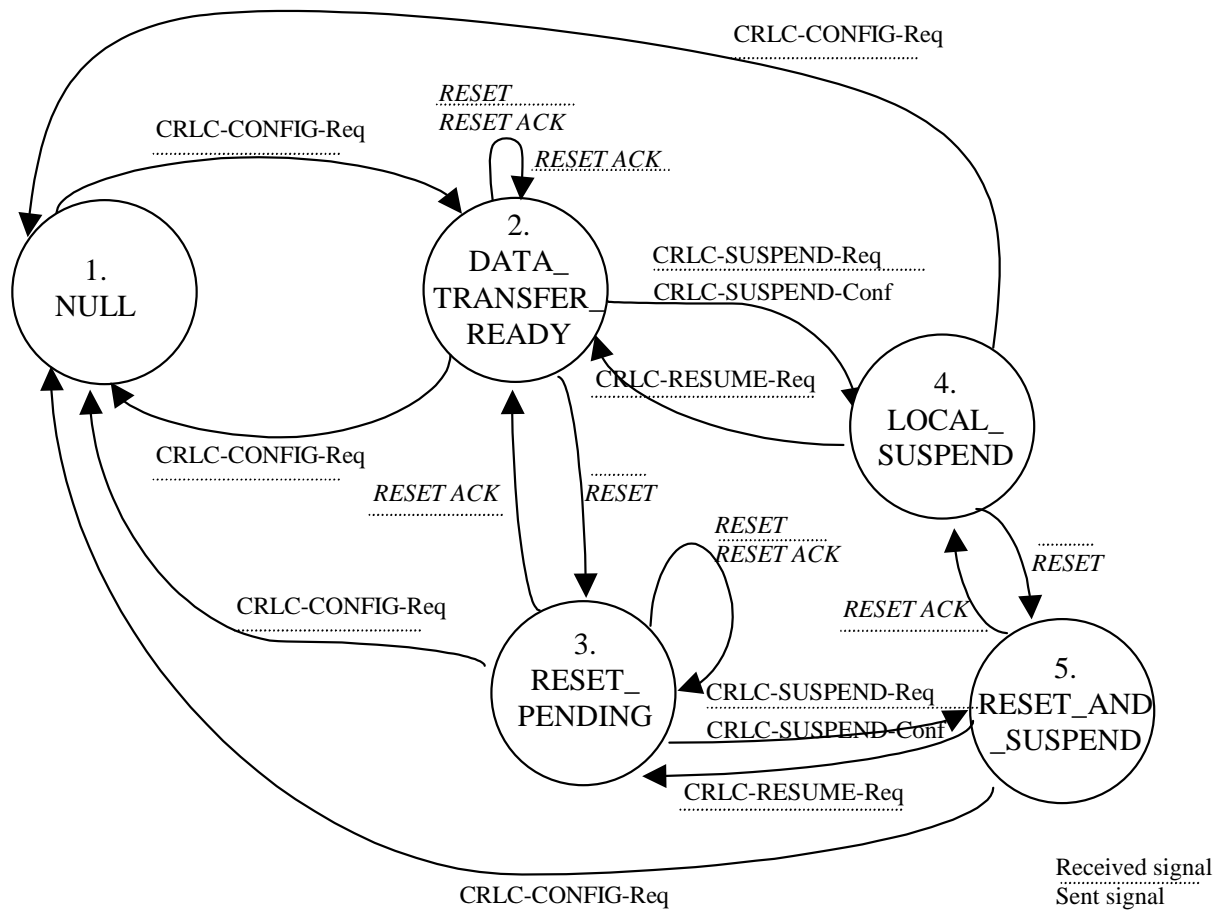 CRLC-CONFIG-Req
RESET
RESET ACK
CRLC-CONFIG-Req
RESET ACK
1.
NULL
2.
DATA_
TRANSFER_
READY
CRLC-SUSPEND-Req
CRLC-SUSPEND-Conf
CRLC-RESUME-Req
4.
LOCAL_
SUSPEND
CRLC-CONFIG-Req
RESET ACK
RESET
RESET
RESET ACK
RESET
CRLC-CONFIG-Req
RESET ACK
3.
RESET_
PENDING
CRLC-SUSPEND-Req
CRLC-SUSPEND-Conf
CRLC-RESUME-Req
5.
RESET_AND
_SUSPEND
CRLC-CONFIG-Req
Received signal
Sent signal